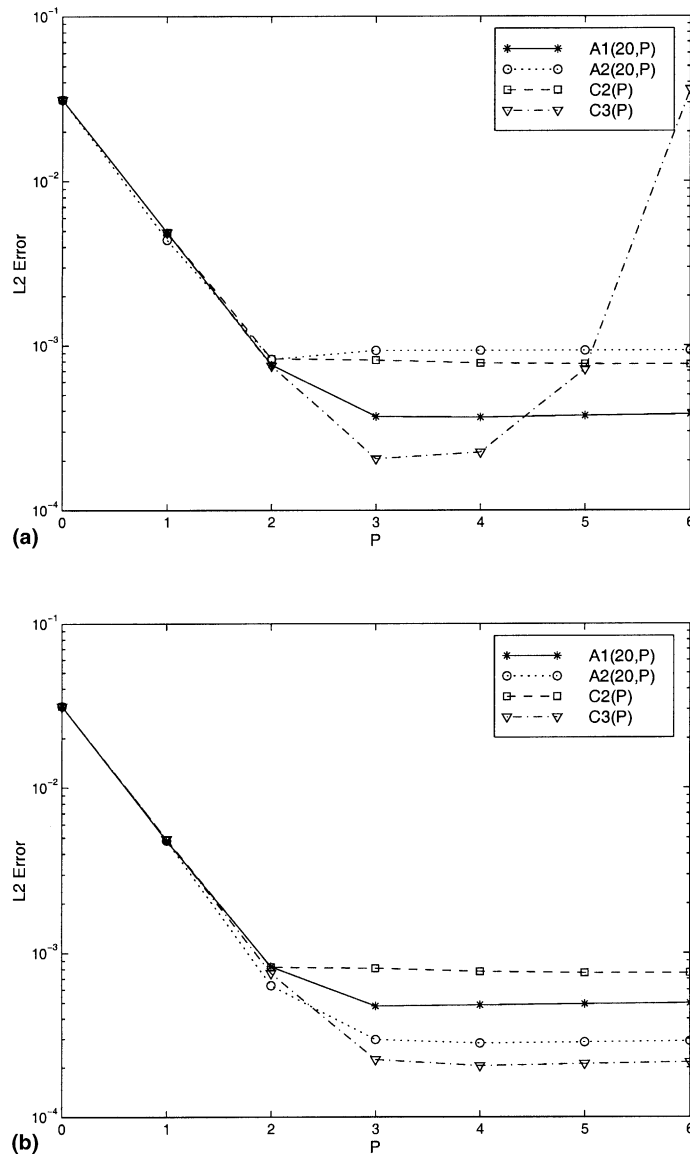 10^-1
A1(20,P)
A2(20,P)
C2(P)
C3(P)
10^-2
L2 Error
10^-3
10^-4
0 1 2 3 4 5 6
(a)
P
10^-1
A1(20,P)
A2(20,P)
C2(P)
C3(P)
10^-2
L2 Error
10^-3
10^-4
0 1 2 3 4 5 6
(b)
P